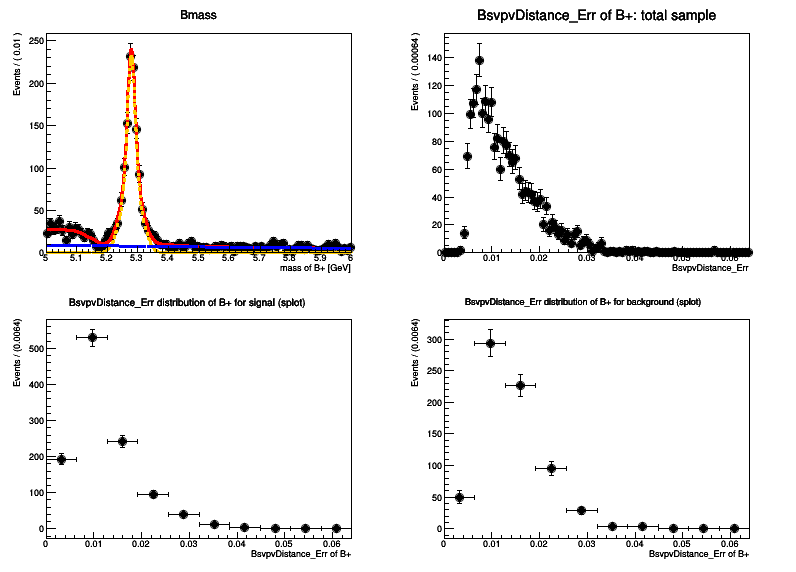 Bmass
Events / ( 0.01 )
250
200
150
100
50
0
5 5.1 5.2 5.3 5.4 5.5 5.6 5.7 5.8 5.9 6
mass of B+ [GeV]
BsvpvDistance_Err of B+: total sample
Events / ( 0.00064 )
140
120
100
80
60
40
20
0
0 0.01 0.02 0.03 0.04 0.05 0.06
BsvpvDistance_Err
BsvpvDistance_Err distribution of B+ for signal (splot)
Events / (0.0064)
500
400
300
200
100
0
0 0.01 0.02 0.03 0.04 0.05 0.06
BsvpvDistance_Err of B+
BsvpvDistance_Err distribution of B+ for background (splot)
Events / (0.0064)
300
250
200
150
100
50
0
0 0.01 0.02 0.03 0.04 0.05 0.06
BsvpvDistance_Err of B+